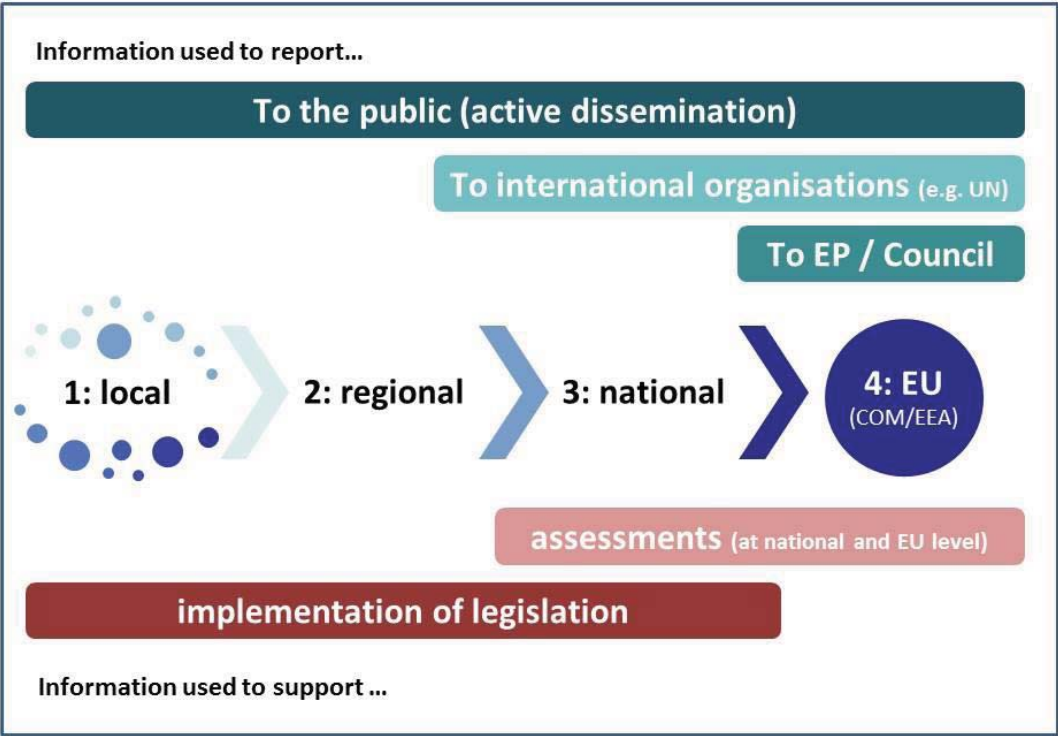 Information used to report...
To the public (active dissemination)
To international organisations (e.g. UN)
To EP / Council
1: local
2: regional
3: national
4: EU
(COM/EEA)
assessments (at national and EU level)
implementation of legislation
Information used to support ...